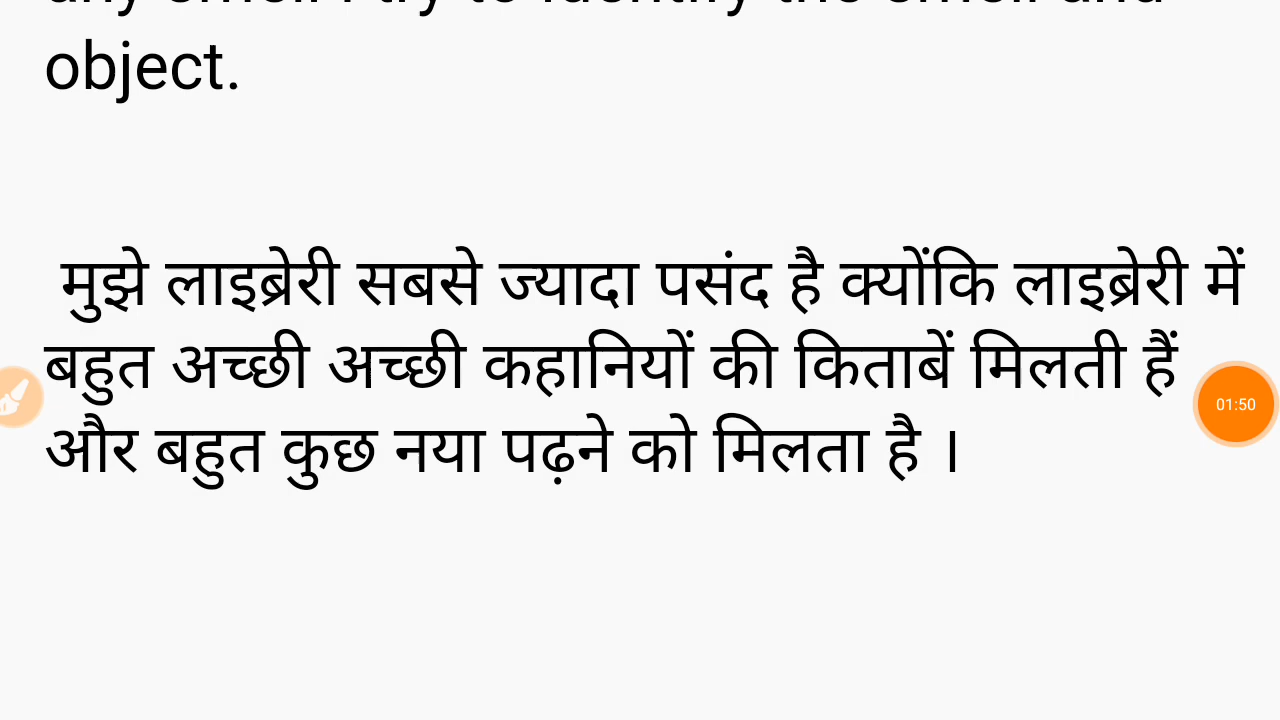 object.
मुझे लाइब्रेरी सबसे ज्यादा पसंद है क्योंकि लाइब्रेरी में
बहुत अच्छी अच्छी कहानियों की किताबें मिलती हैं
और बहुत कुछ नया पढ़ने को मिलता है ।
01:50